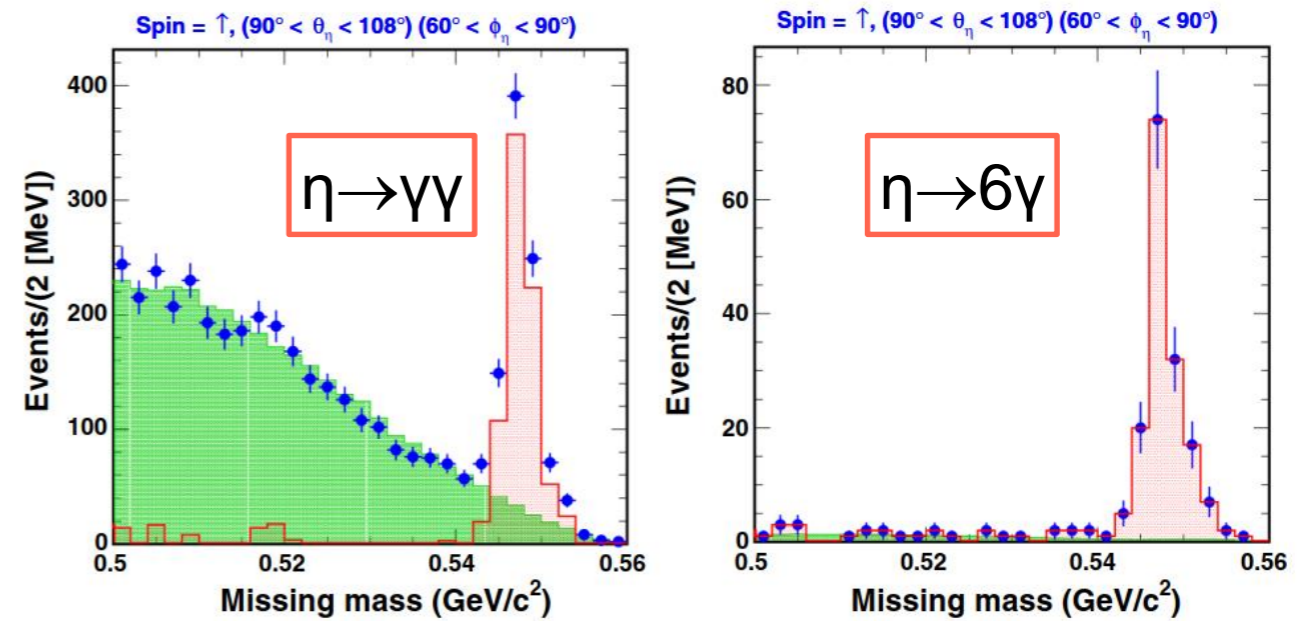 Spin = ↑, (90° < θη < 108°) (60° < ϕη < 90°)
Events/(2 [MeV])
400
300
200
100
0
η→γγ
0.5 0.52 0.54 0.56
Missing mass (GeV/c²)
Spin = ↑, (90° < θη < 108°) (60° < ϕη < 90°)
Events/(2 [MeV])
80
60
40
20
0
η→6γ
0.5 0.52 0.54 0.56
Missing mass (GeV/c²)